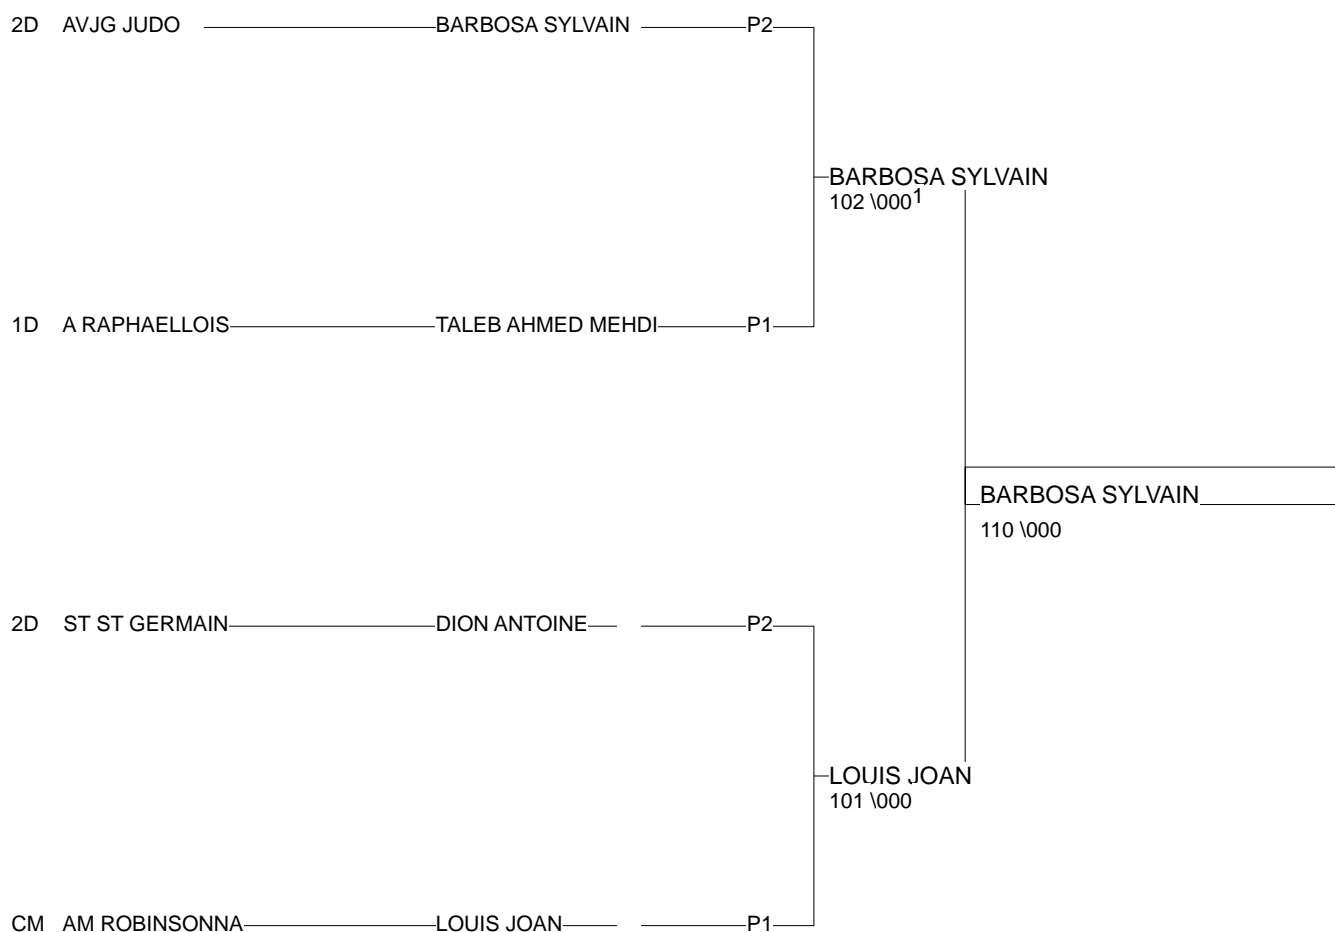 2D AVJG JUDO BARBOSA SYLVAIN P2
BARBOSA SYLVAIN
102 \000 1
1D A RAPHAELLOIS TALEB AHMED MEHDI P1
BARBOSA SYLVAIN
110 \000
2D ST ST GERMAIN DION ANTOINE P2
LOUIS JOAN
101 \000
CM AM ROBINSONNA LOUIS JOAN P1